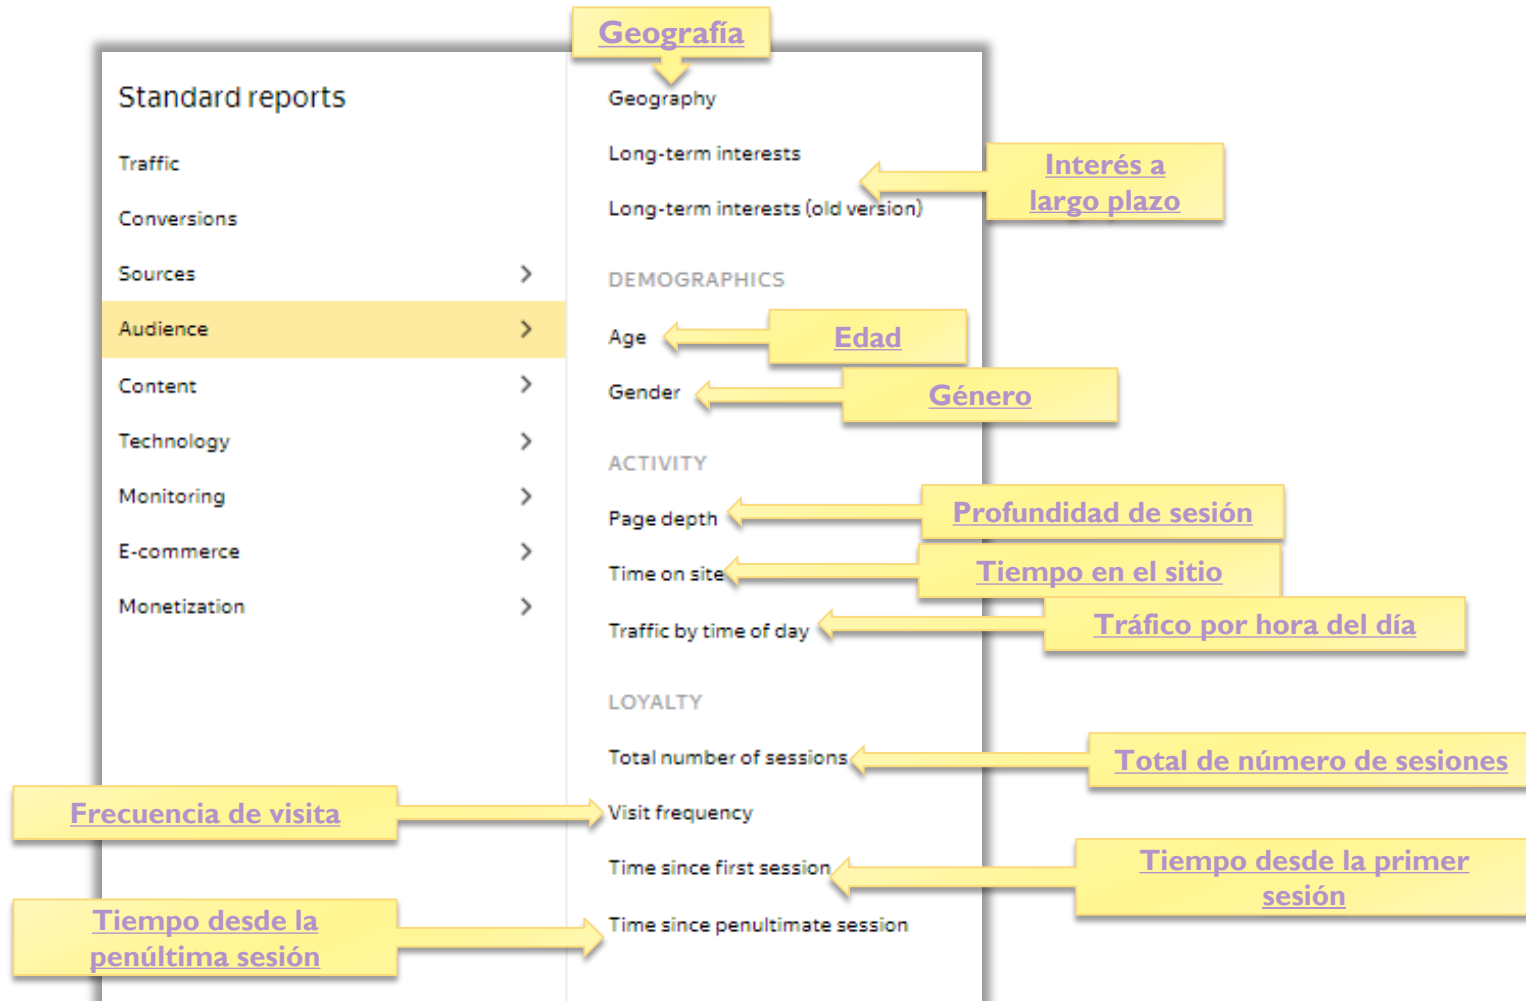 Geografía
Standard reports
Traffic
Conversions
Sources
Audience
Content
Technology
Monitoring
E-commerce
Monetization
Geography
Long-term interests
Long-term interests (old version)
Interés a
largo plazo
DEMOGRAPHICS
Age
Edad
Gender
Género
ACTIVITY
Page depth
Profundidad de sesión
Time on site
Tiempo en el sitio
Traffic by time of day
Tráfico por hora del día
LOYALTY
Total number of sessions
Total de número de sesiones
Frecuencia de visita
Visit frequency
Time since first session
Tiempo desde la primer
sesión
Tiempo desde la
penúltima sesión
Time since penultimate session